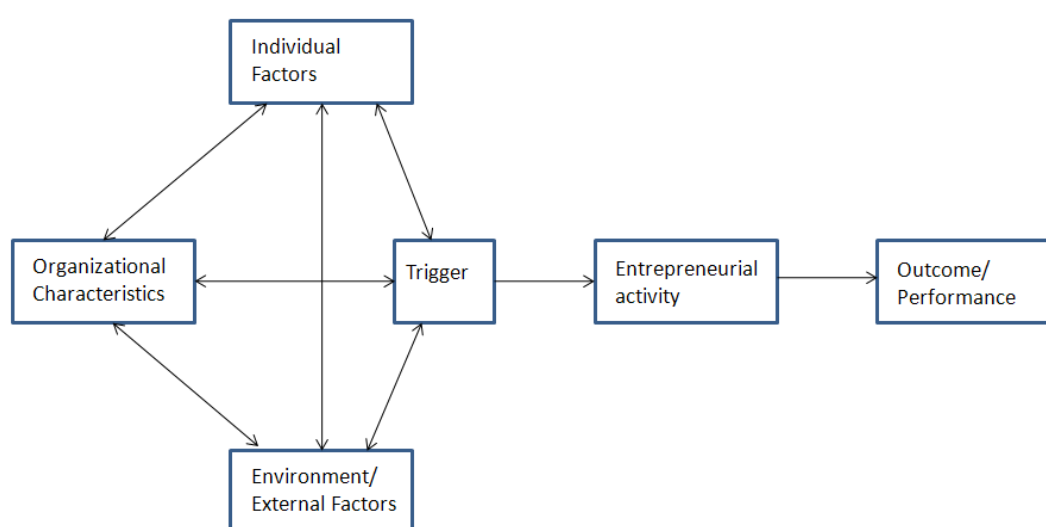 Individual
Factors
Organizational
Characteristics
Trigger
Entrepreneurial
activity
Outcome/
Performance
Environment/
External Factors